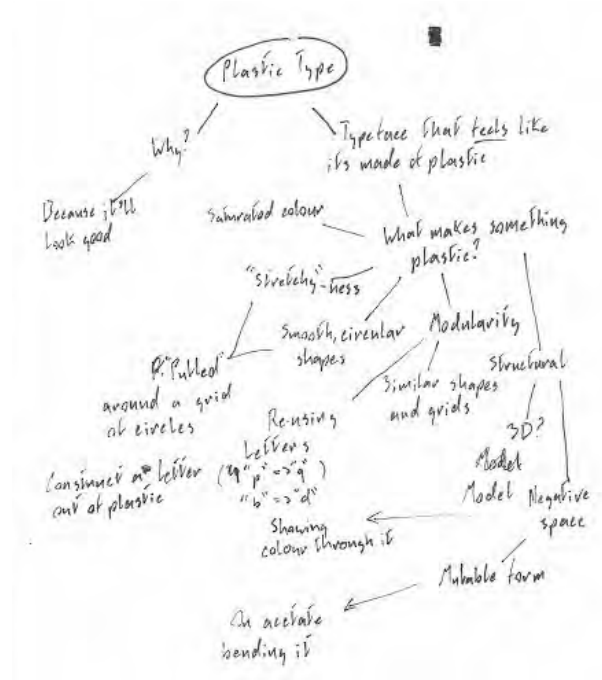 Plastic Type
Why?
Typeface that feels like
its made of plastic
Because it'll
look good
Saturated colour
What makes something
plastic?
"Stretchy"-ness
Smooth, circular
shapes
Modularity
Structural
"Pulled"
around a grid
of circles
Similar shapes
and grids
Re-using
Letters
("p" => "q")
"b" => "d"
3D?
Model
Model
Negative
space
Construct a letter
out of plastic
Showing
colour through it
Mutable form
On acetate
bending it